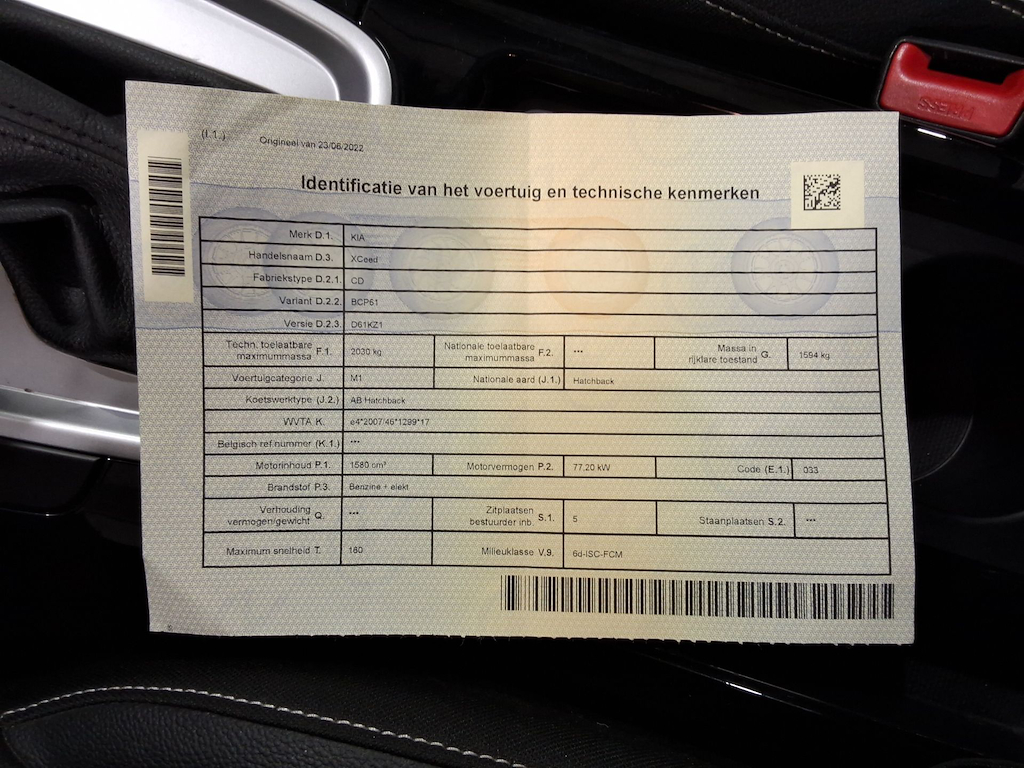 (I.1.) Origineel van 23/06/2022
Identificatie van het voertuig en technische kenmerken
Merk D.1. KIA
Handelsnaam D.3. XCeed
Fabriekstype D.2.1. CD
Variant D.2.2. BCP61
Versie D.2.3. D61KZ1
Techn. toelaatbare maximummassa F.1. 2030 kg Nationale toelaatbare maximummassa F.2. *** Massa in rijklare toestand G. 1594 kg
Voertuigcategorie J. M1 Nationale aard (J.1.) Hatchback
Koetswerktype (J.2.) AB Hatchback
WVTA K. e4*2007/46*1299*17
Belgisch ref.nummer (K.1.) ***
Motorinhoud P.1. 1580 cm³ Motorvermogen P.2. 77.20 kW Code (E.1.) 033
Brandstof P.3. Benzine + elekt
Verhouding vermogen/gewicht Q. *** Zitplaatsen bestuurder inb. S.1. 5 Staanplaatsen S.2. ***
Maximum snelheid T. 160 Milieuklasse V.9. 6d-ISC-FCM
PRESS